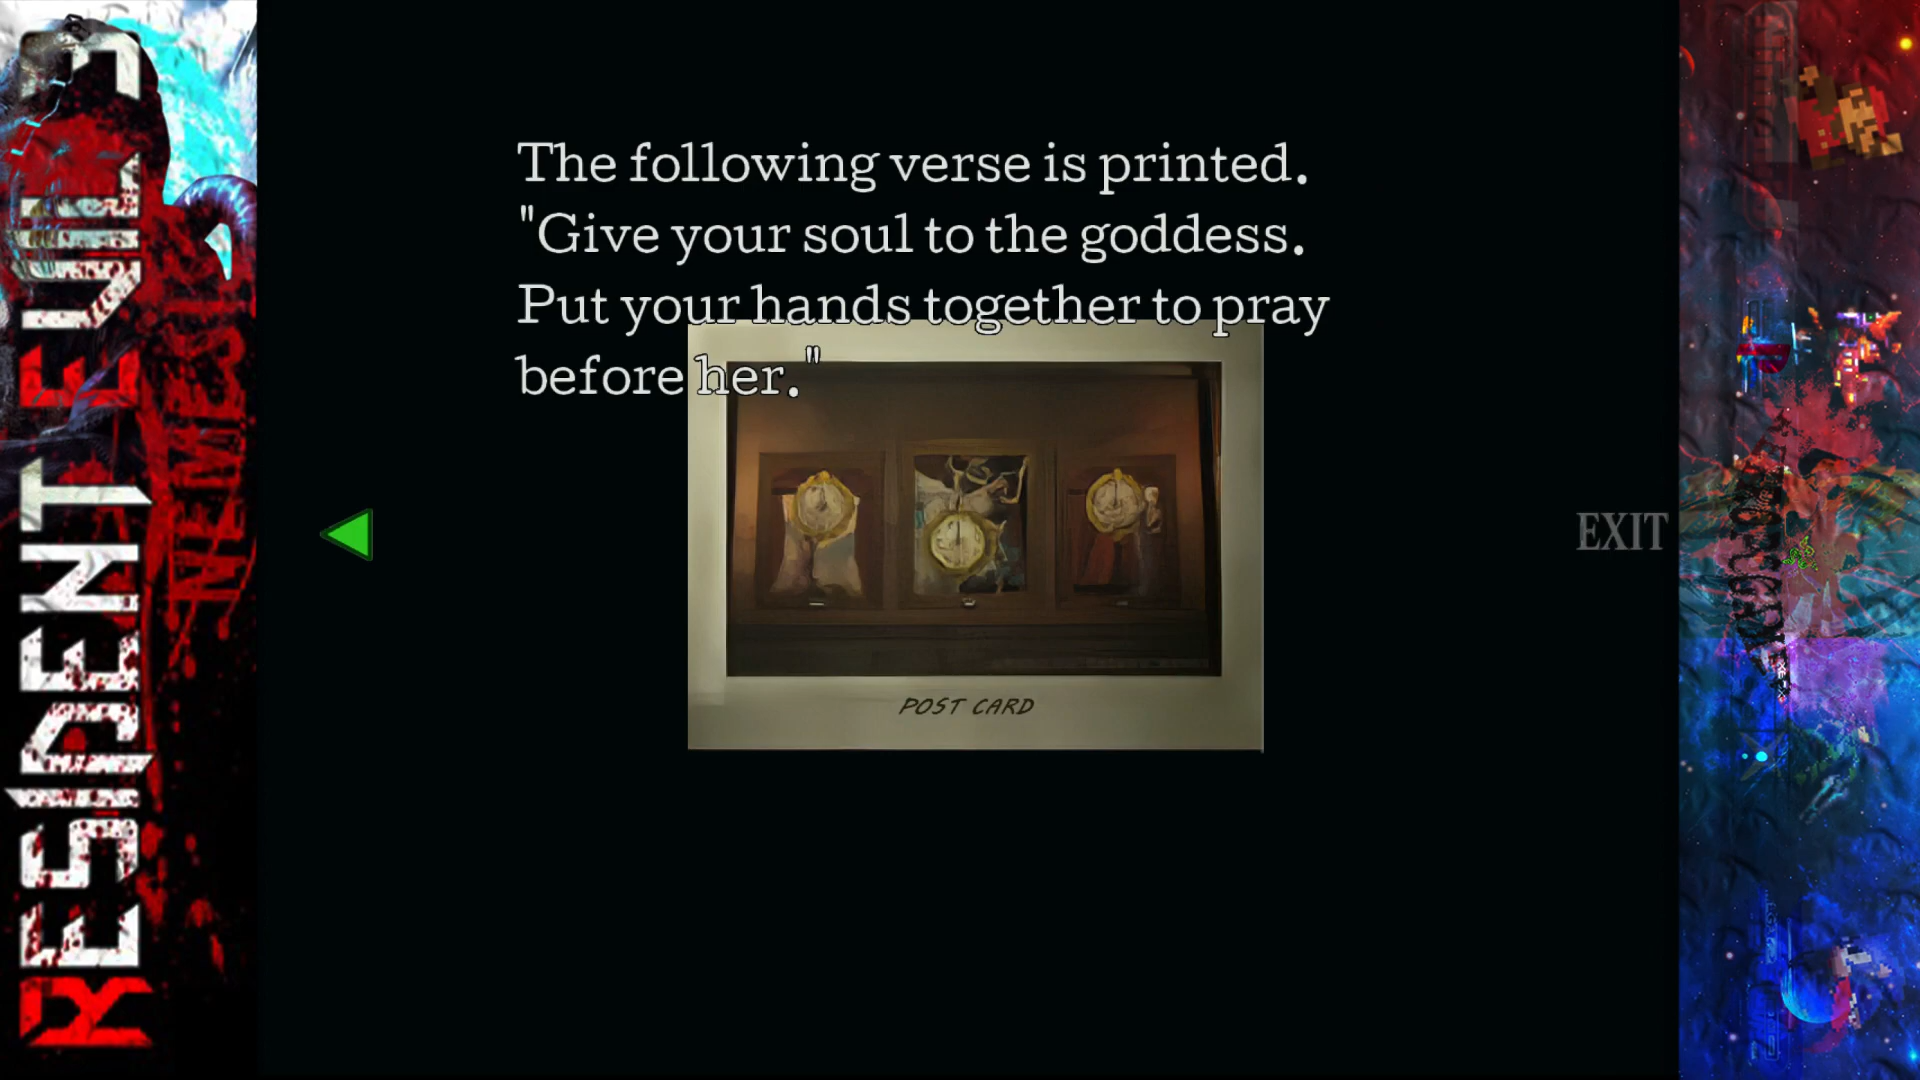 The following verse is printed.
"Give your soul to the goddess.
Put your hands together to pray
before her."
EXIT
POST CARD
RESIDENT EVIL 3
NEMESIS